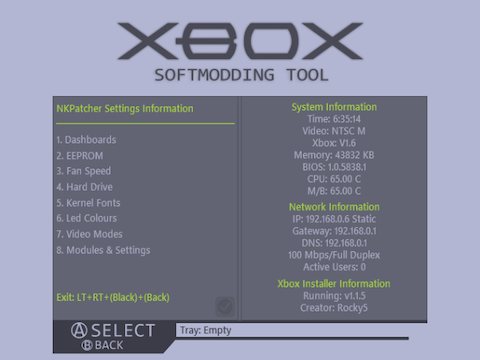 XBOX
SOFTMODDING TOOL
NKPatcher Settings Information
1. Dashboards
2. EEPROM
3. Fan Speed
4. Hard Drive
5. Kernel Fonts
6. Led Colours
7. Video Modes
8. Modules & Settings
Exit: LT+RT+(Black)+(Back)
System Information
Time: 6:35:14
Video: NTSC M
Xbox: V1.6
Memory: 43832 KB
BIOS: 1.0.5838.1
CPU: 65.00 C
M/B: 65.00 C
Network Information
IP: 192.168.0.6 Static
Gateway: 192.168.0.1
DNS: 192.168.0.1
100 Mbps/Full Duplex
Active Users: 0
Xbox Installer Information
Running: v1.1.5
Creator: Rocky5
A SELECT
B BACK
Tray: Empty